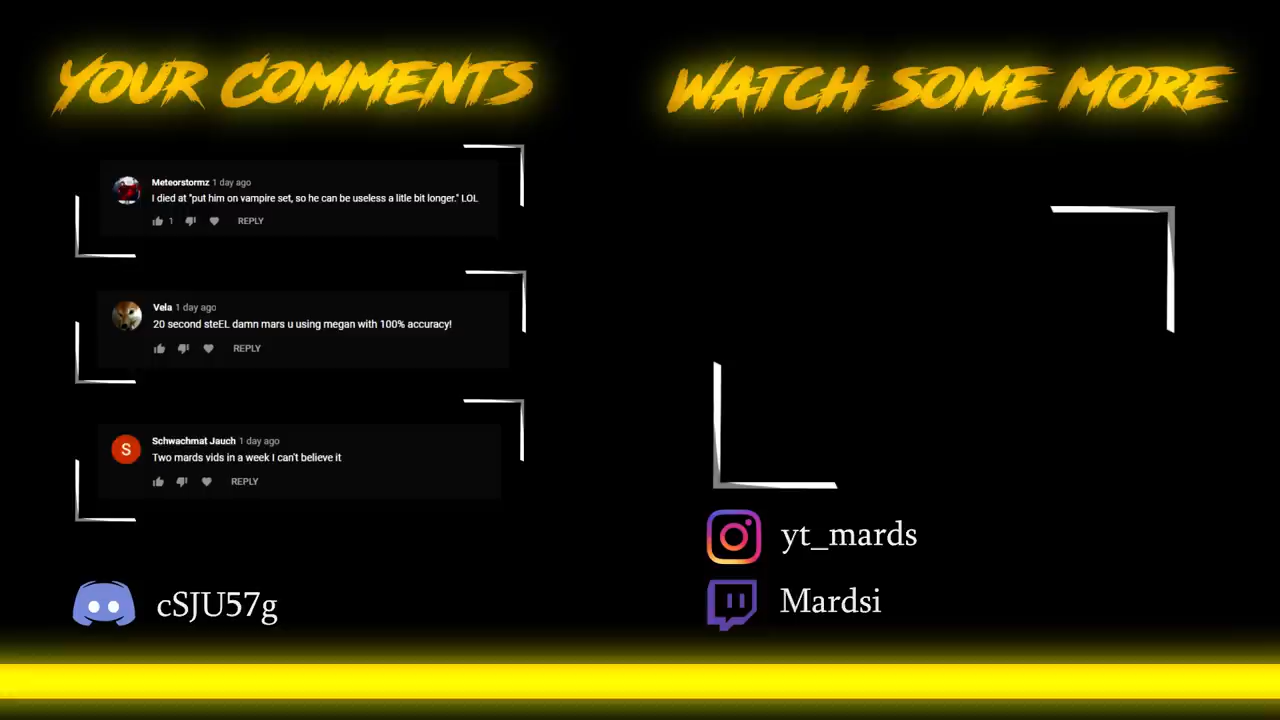 YOUR COMMENTS
Meteorstormz 1 day ago
I died at "put him on vampire set, so he can be useless a litle bit longer." LOL
1 REPLY
Vela 1 day ago
20 second steEL damn mars u using megan with 100% accuracy!
REPLY
S
Schwachmat Jauch 1 day ago
Two mards vids in a week I can't believe it
REPLY
cSJU57g
WATCH SOME MORE
yt_mards
Mardsi